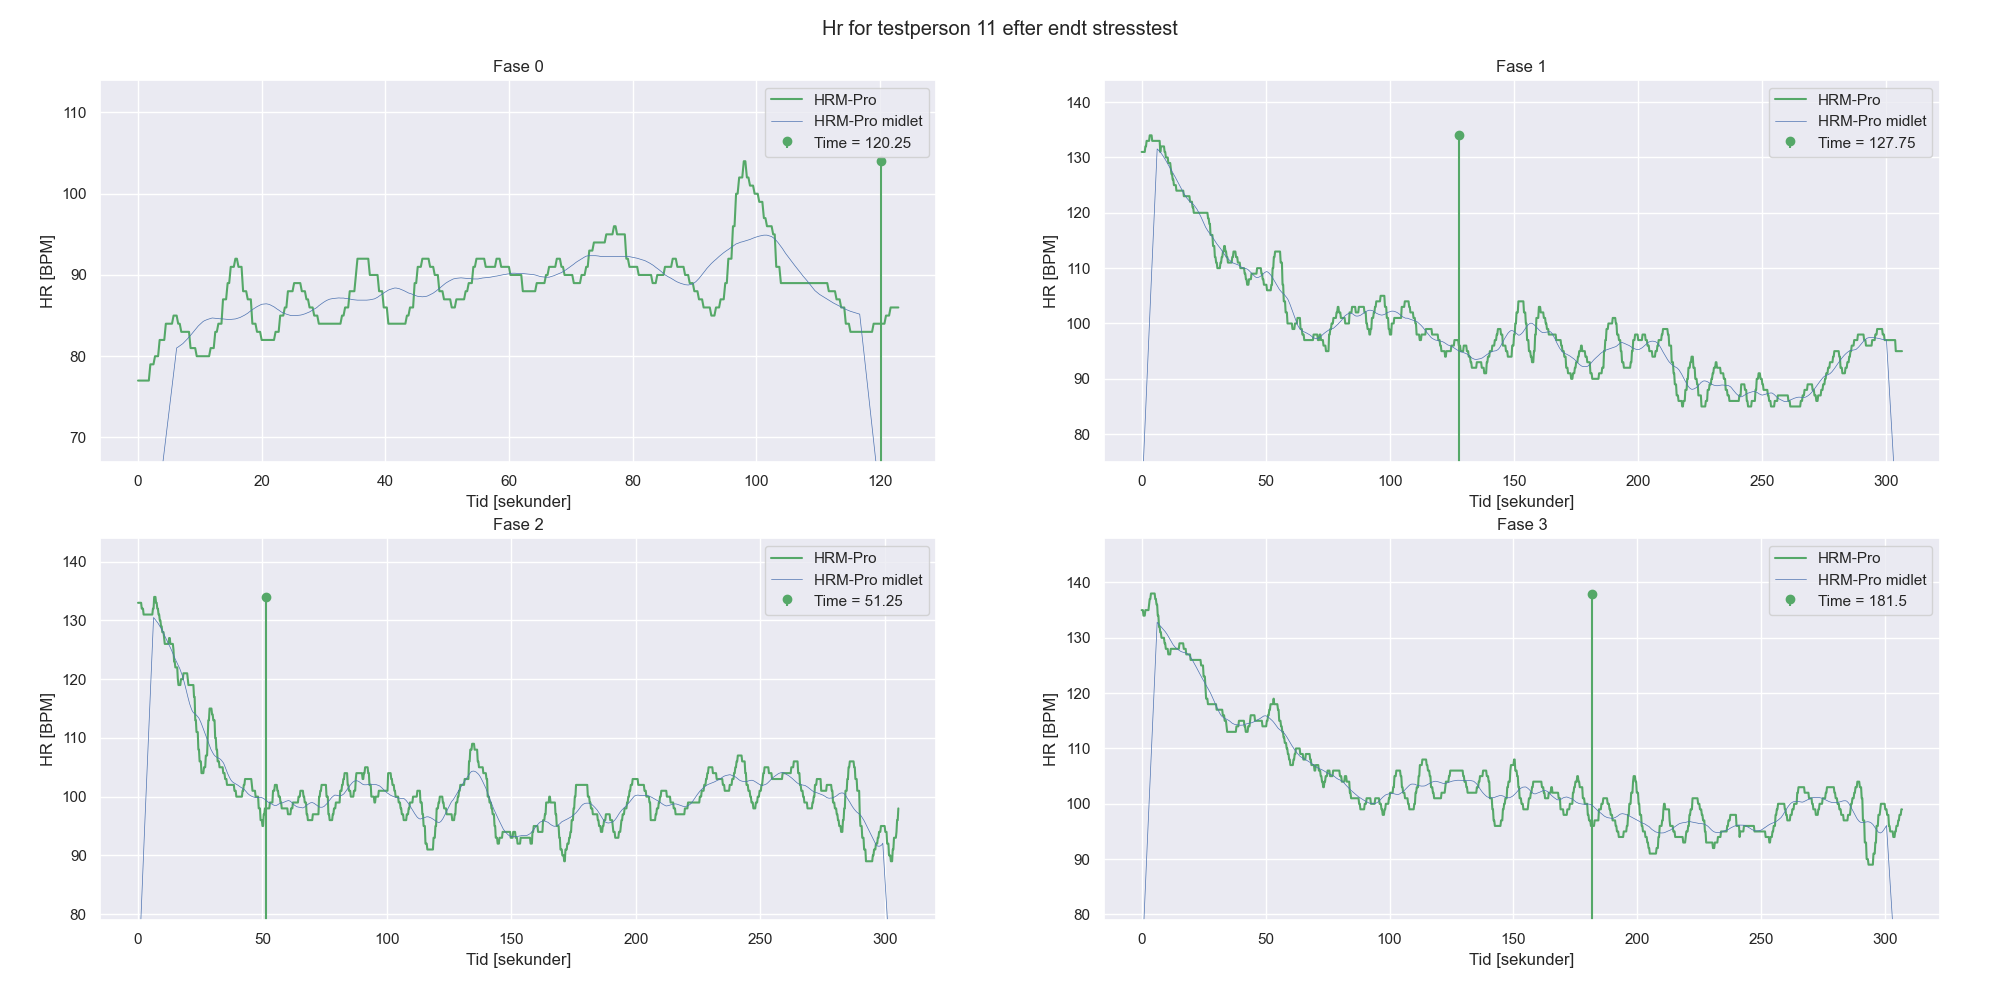 Hr for testperson 11 efter endt stresstest
Fase 0
HR [BPM]
110
100
90
80
70
HRM-Pro
HRM-Pro midlet
Time = 120.25
0 20 40 60 80 100 120
Tid [sekunder]
Fase 1
HR [BPM]
140
130
120
110
100
90
80
HRM-Pro
HRM-Pro midlet
Time = 127.75
0 50 100 150 200 250 300
Tid [sekunder]
Fase 2
HR [BPM]
140
130
120
110
100
90
80
HRM-Pro
HRM-Pro midlet
Time = 51.25
0 50 100 150 200 250 300
Tid [sekunder]
Fase 3
HR [BPM]
140
130
120
110
100
90
80
HRM-Pro
HRM-Pro midlet
Time = 181.5
0 50 100 150 200 250 300
Tid [sekunder]